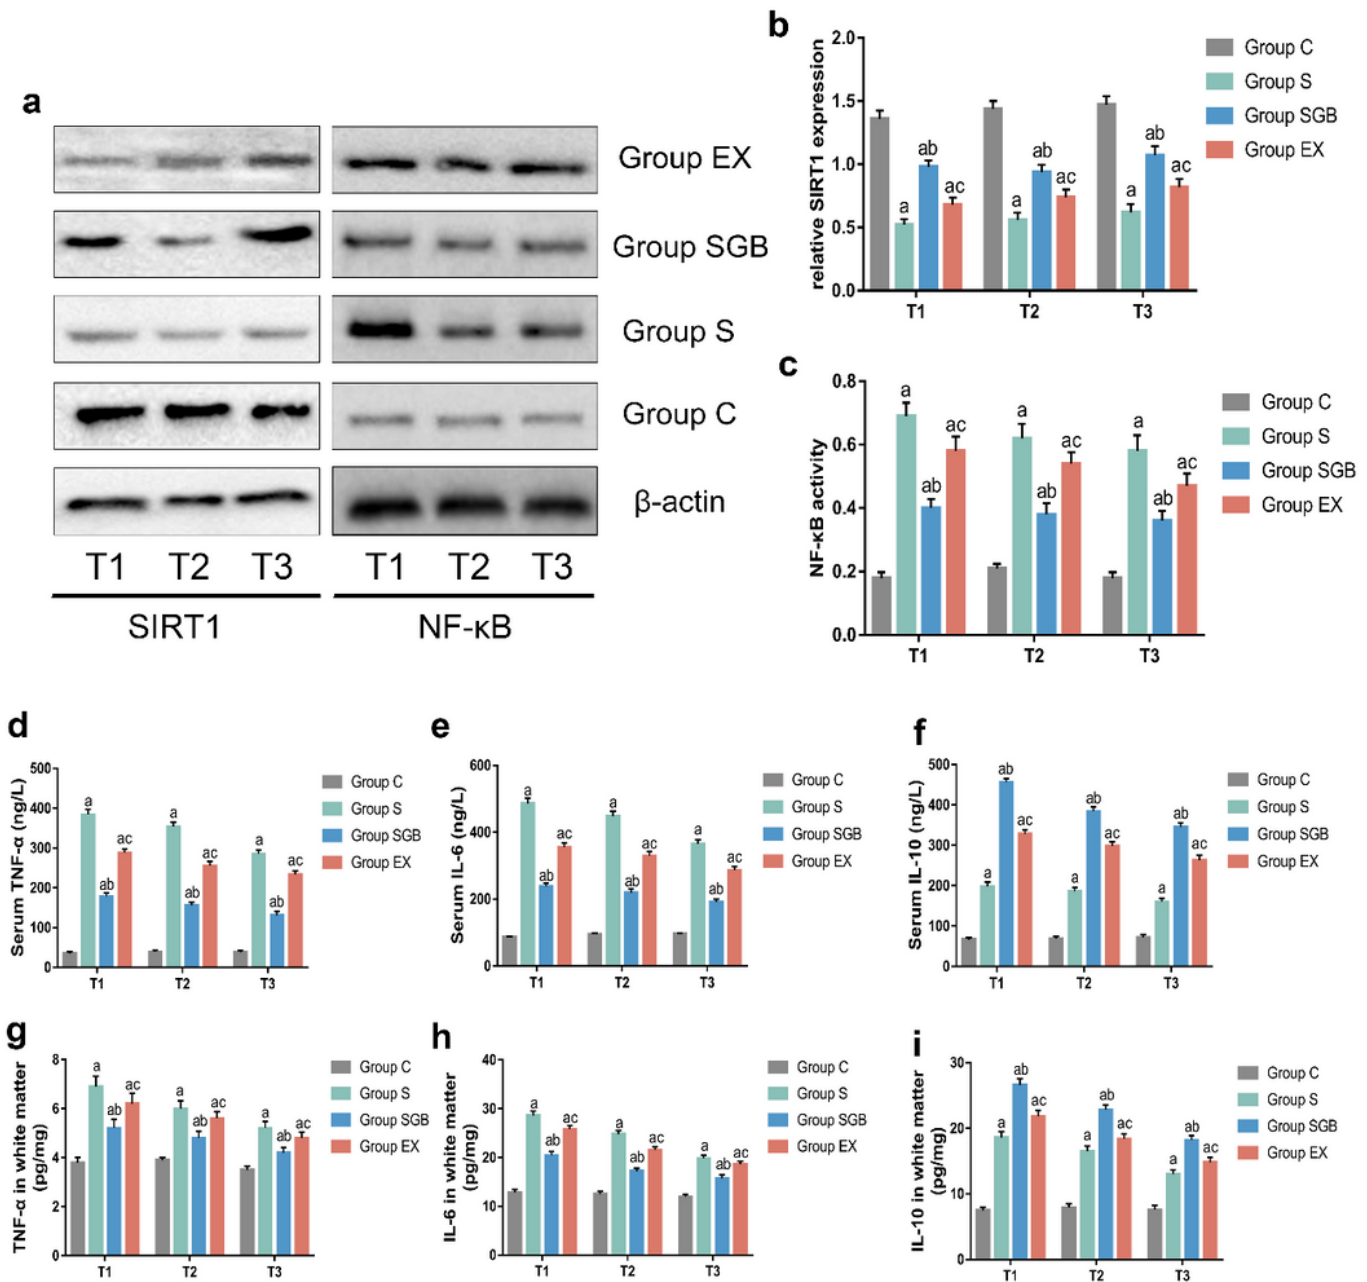 a
Group EX
Group SGB
Group S
Group C
β-actin
T1 T2 T3 T1 T2 T3
SIRT1 NF-κB
b
relative SIRT1 expression
2.0
1.5
1.0
0.5
0.0
a ab ac a ab ac a ab ac
T1 T2 T3
Group C
Group S
Group SGB
Group EX
c
NF-κB activity
0.8
0.6
0.4
0.2
0.0
a ab ac a ab ac a ab ac
T1 T2 T3
Group C
Group S
Group SGB
Group EX
d
Serum TNF-α (ng/L)
500
400
300
200
100
0
a ab ac a ab ac a ab ac
T1 T2 T3
Group C
Group S
Group SGB
Group EX
e
Serum IL-6 (ng/L)
600
400
200
0
a ab ac a ab ac a ab ac
T1 T2 T3
Group C
Group S
Group SGB
Group EX
f
Serum IL-10 (ng/L)
500
400
300
200
100
0
a ab ac a ab ac a ab ac
T1 T2 T3
Group C
Group S
Group SGB
Group EX
g
TNF-α in white matter
(pg/mg)
8
6
4
2
0
a ab ac a ab ac a ab ac
T1 T2 T3
Group C
Group S
Group SGB
Group EX
h
IL-6 in white matter
(pg/mg)
40
30
20
10
0
a ab ac a ab ac a ab ac
T1 T2 T3
Group C
Group S
Group SGB
Group EX
i
IL-10 in white matter
(pg/mg)
30
20
10
0
a ab ac a ab ac a ab ac
T1 T2 T3
Group C
Group S
Group SGB
Group EX